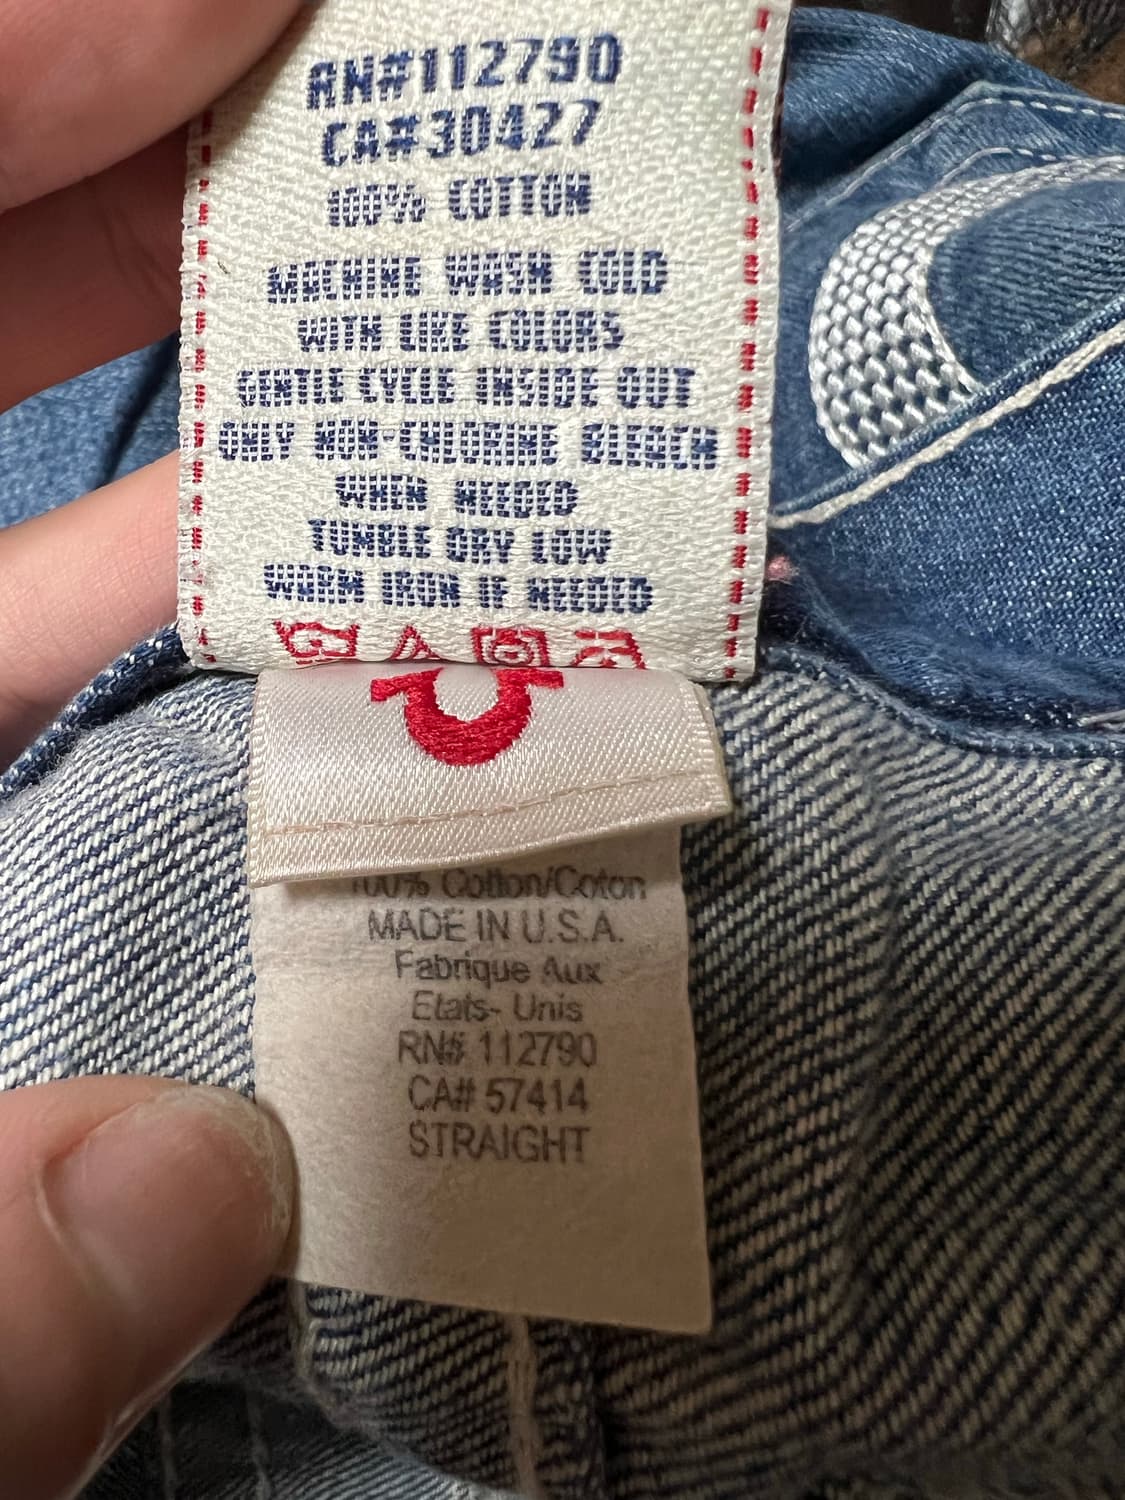 RN#112790
CA#30427
100% COTTON
MACHINE WASH COLD
WITH LIKE COLORS
GENTLE CYCLE INSIDE OUT
ONLY NON-CHLORINE BLEACH
WHEN NEEDED
TUMBLE DRY LOW
WARM IRON IF NEEDED
100% Cotton/Coton
MADE IN U.S.A.
Fabrique Aux
Etats- Unis
RN# 112790
CA# 57414
STRAIGHT